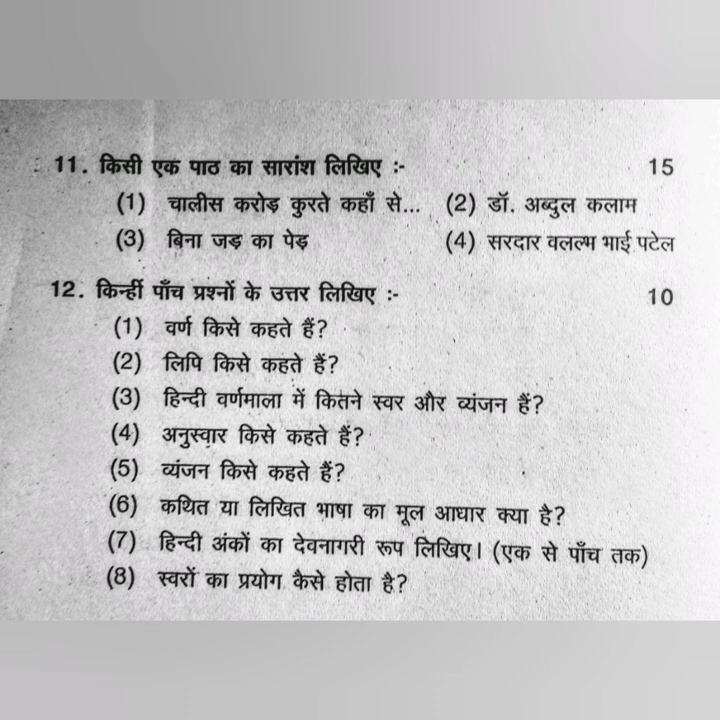 11. किसी एक पाठ का सारांश लिखिए :- 15
(1) चालीस करोड़ कुरते कहाँ से... (2) डॉ. अब्दुल कलाम
(3) बिना जड़ का पेड़ (4) सरदार वलल्भ भाई पटेल
12. किन्हीं पाँच प्रश्नों के उत्तर लिखिए :- 10
(1) वर्ण किसे कहते हैं?
(2) लिपि किसे कहते हैं?
(3) हिन्दी वर्णमाला में कितने स्वर और व्यंजन हैं?
(4) अनुस्वार किसे कहते हैं?
(5) व्यंजन किसे कहते हैं?
(6) कथित या लिखित भाषा का मूल आधार क्या है?
(7) हिन्दी अंकों का देवनागरी रूप लिखिए। (एक से पाँच तक)
(8) स्वरों का प्रयोग कैसे होता है?